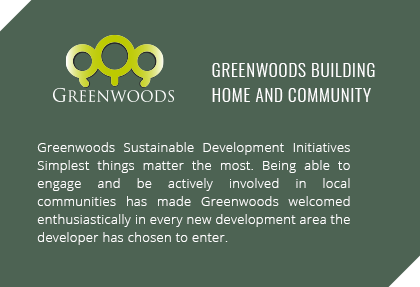 GREENWOODS
GREENWOODS BUILDING
HOME AND COMMUNITY
Greenwoods Sustainable Development Initiatives
Simplest things matter the most. Being able to
engage and be actively involved in local
communities has made Greenwoods welcomed
enthusiastically in every new development area the
developer has chosen to enter.